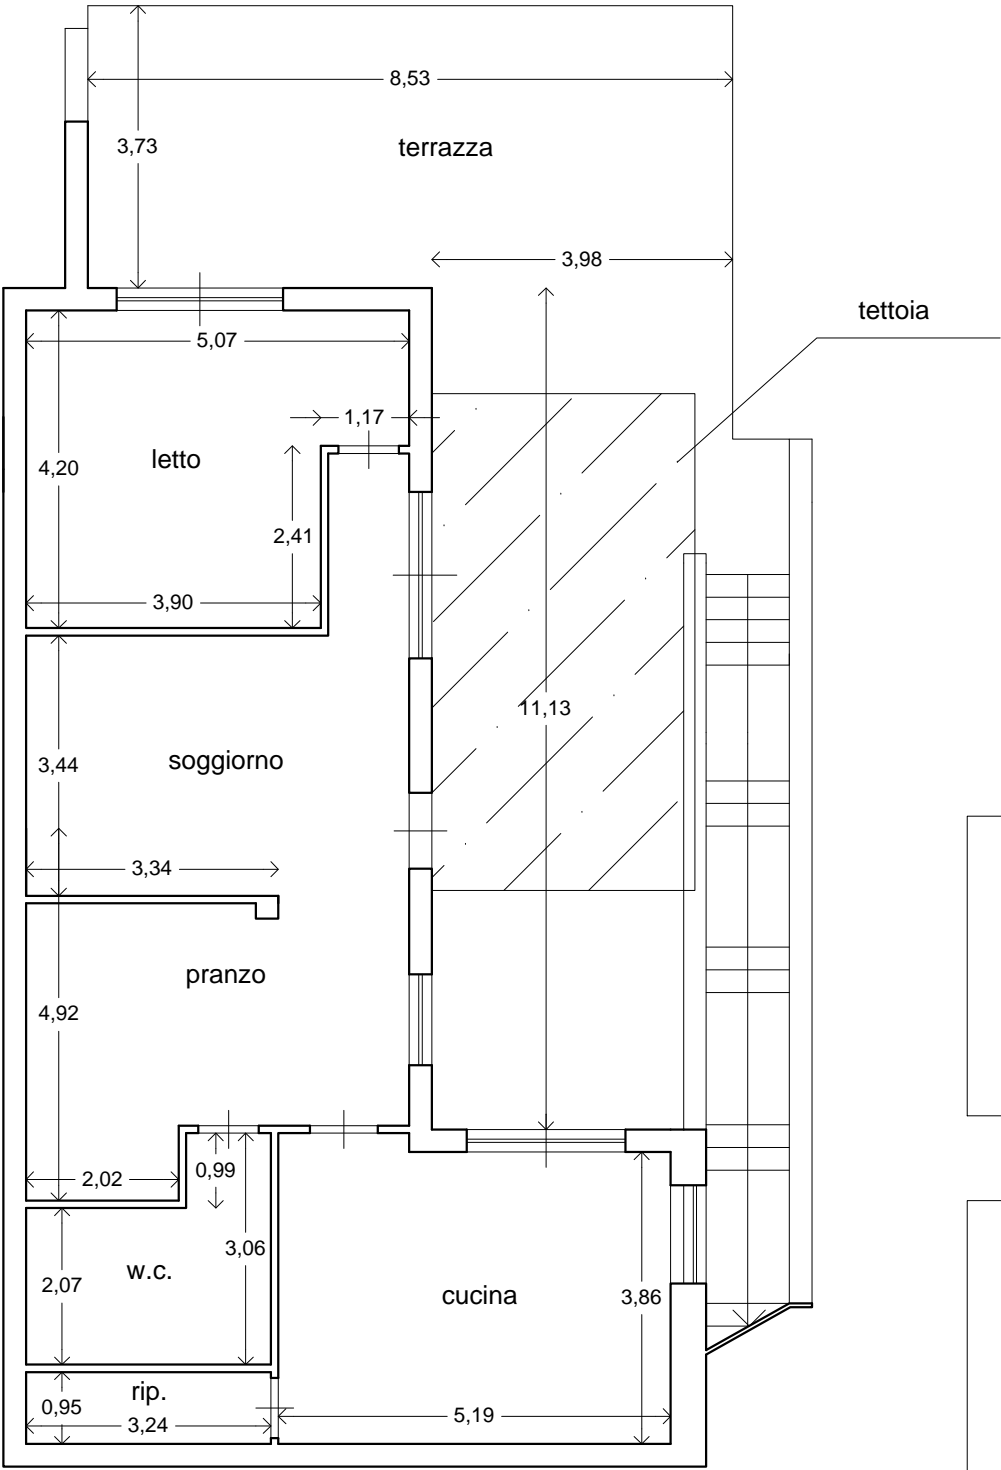 8,53
3,73
terrazza
3,98
tettoia
5,07
1,17
letto
4,20
2,41
3,90
11,13
soggiorno
3,44
3,34
pranzo
4,92
0,99
2,02
3,06
w.c.
2,07
cucina
3,86
rip.
0,95
3,24
5,19